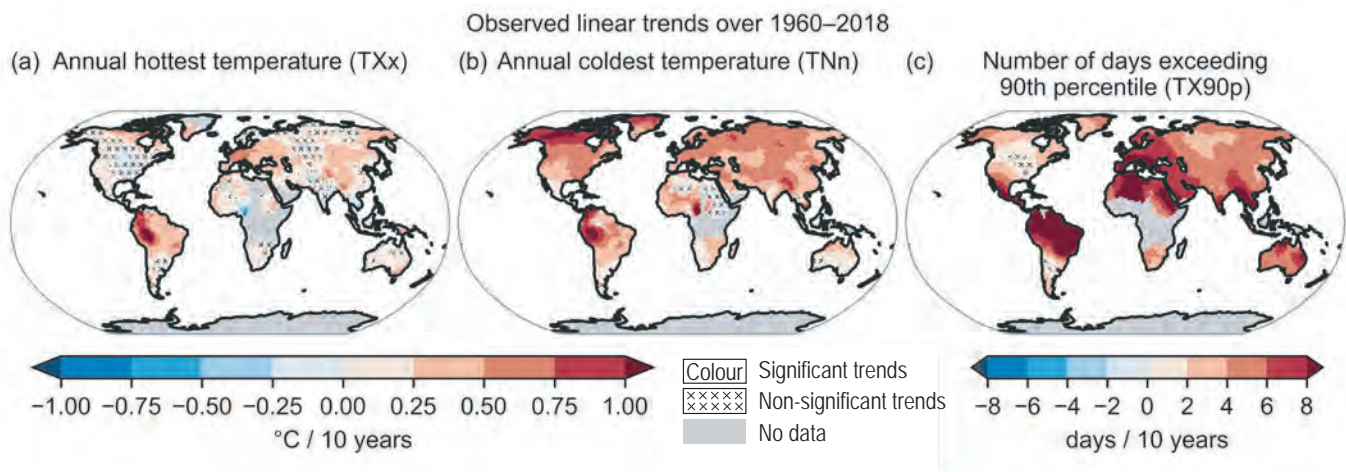 Observed linear trends over 1960–2018
(a) Annual hottest temperature (TXx)
(b) Annual coldest temperature (TNn)
(c) Number of days exceeding
90th percentile (TX90p)
−1.00 −0.75 −0.50 −0.25 0.00 0.25 0.50 0.75 1.00
°C / 10 years
Colour Significant trends
Non-significant trends
No data
−8 −6 −4 −2 0 2 4 6 8
days / 10 years